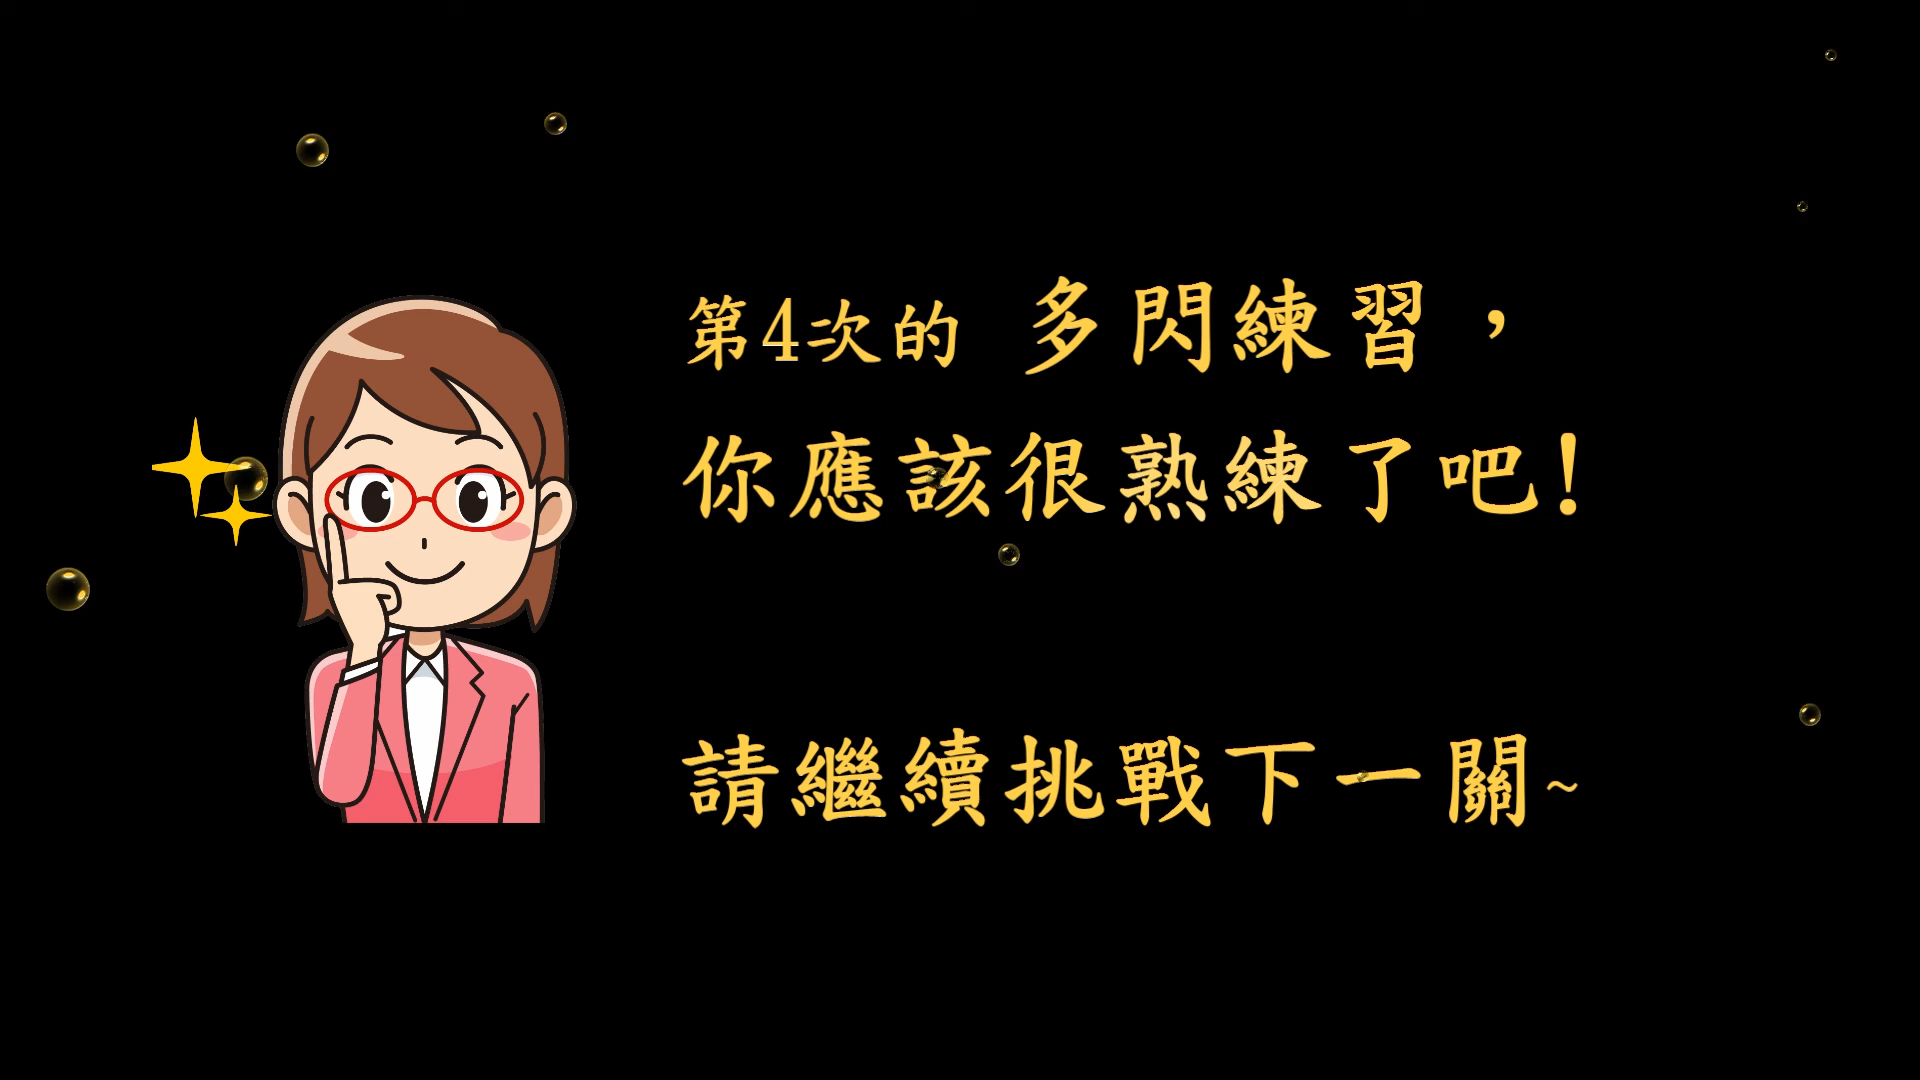 第4次的 多閃練習，
你應該很熟練了吧!
請繼續挑戰下一關~